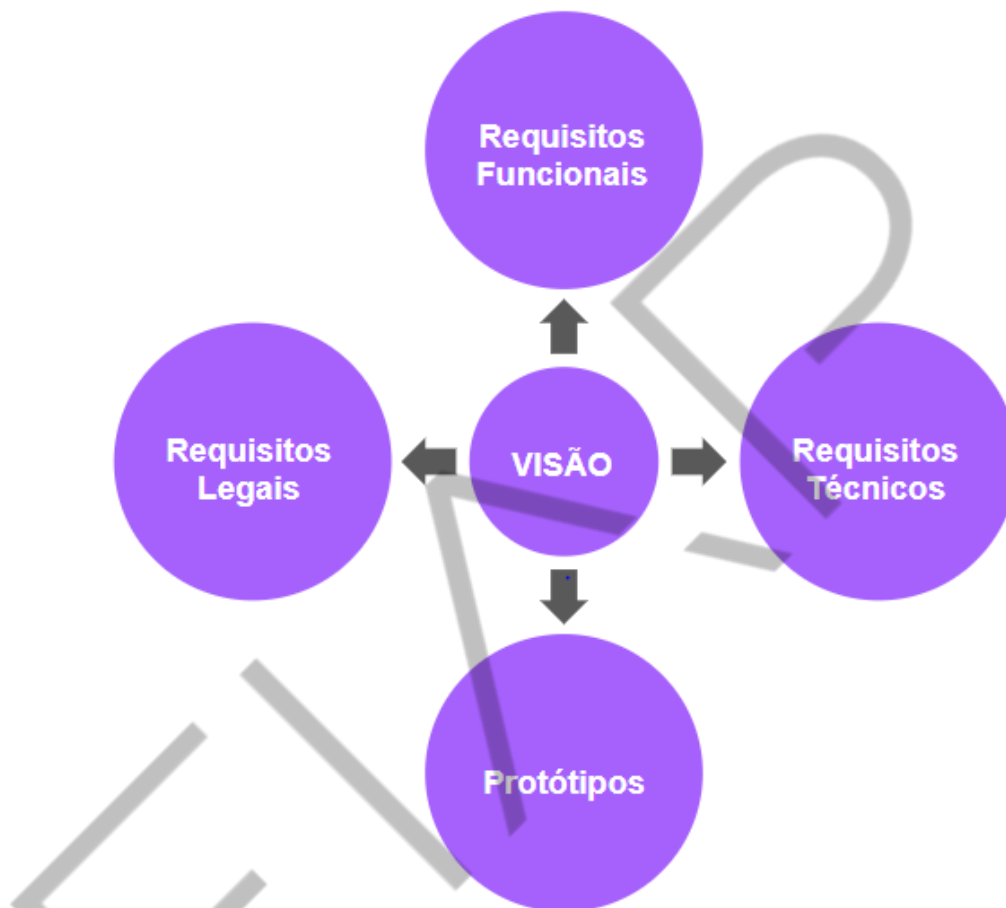 Requisitos
Funcionais
Requisitos
Legais
VISÃO
Requisitos
Técnicos
Protótipos